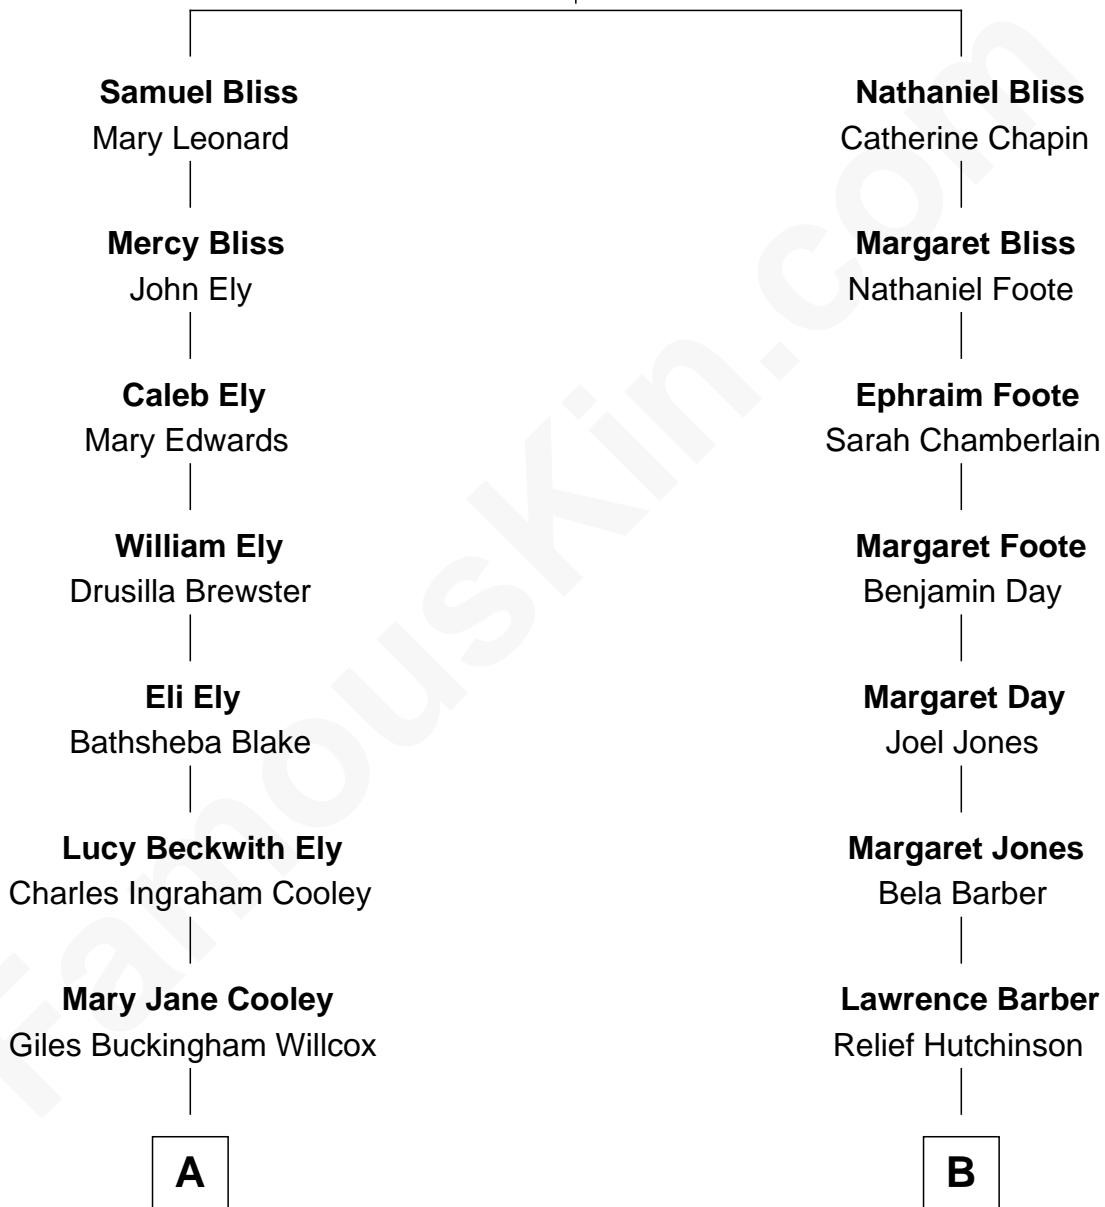 Samuel Bliss
Mary Leonard
Nathaniel Bliss
Catherine Chapin
Mercy Bliss
John Ely
Margaret Bliss
Nathaniel Foote
Caleb Ely
Mary Edwards
Ephraim Foote
Sarah Chamberlain
William Ely
Drusilla Brewster
Margaret Foote
Benjamin Day
Eli Ely
Bathsheba Blake
Margaret Day
Joel Jones
Lucy Beckwith Ely
Charles Ingraham Cooley
Margaret Jones
Bela Barber
Mary Jane Cooley
Giles Buckingham Willcox
Lawrence Barber
Relief Hutchinson
A
B
FamousKin.com